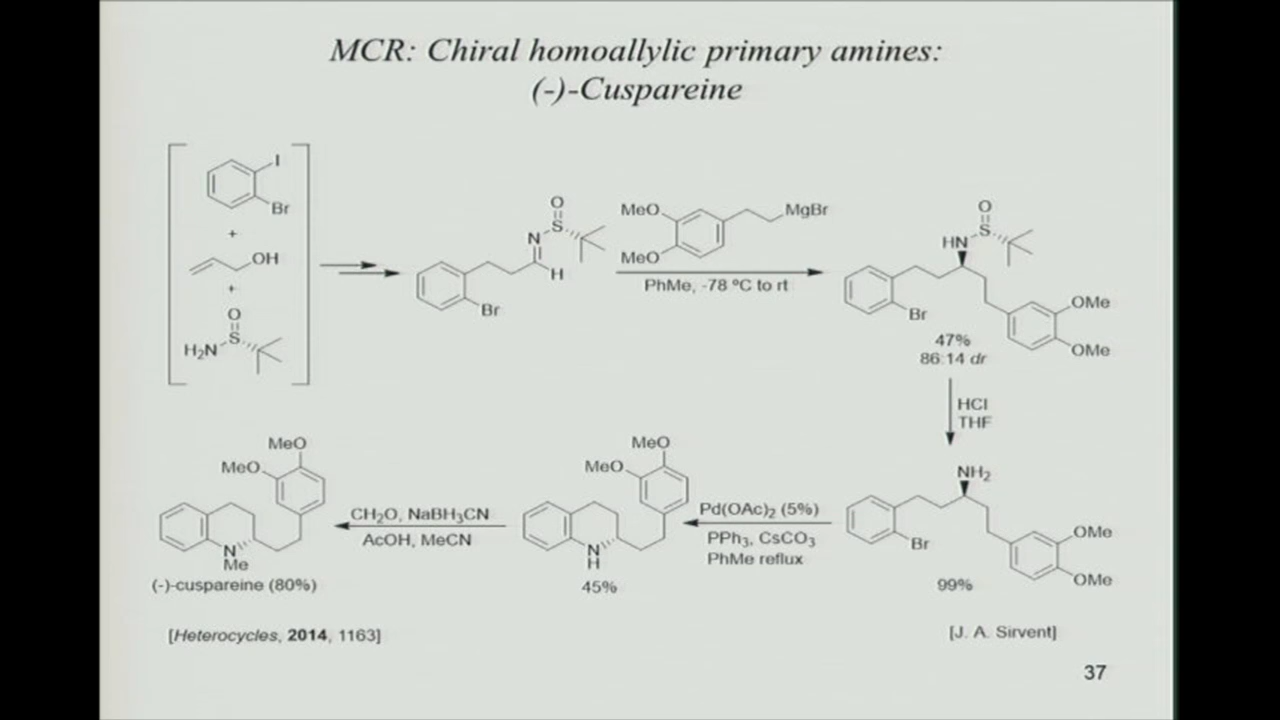 MCR: Chiral homoallylic primary amines:
(-)-Cuspareine
I
Br
+
OH
+
O
H₂N
S
O
N
S
H
Br
MeO
MgBr
MeO
PhMe, -78 ºC to rt
O
HN
S
Br
OMe
OMe
47%
86:14 dr
HCl
THF
NH₂
Br
OMe
OMe
99%
Pd(OAc)₂ (5%)
PPh₃, CsCO₃
PhMe reflux
MeO
MeO
N
H
45%
CH₂O, NaBH₃CN
AcOH, MeCN
MeO
MeO
N
Me
(-)-cuspareine (80%)
[Heterocycles, 2014, 1163]
[J. A. Sirvent]
37